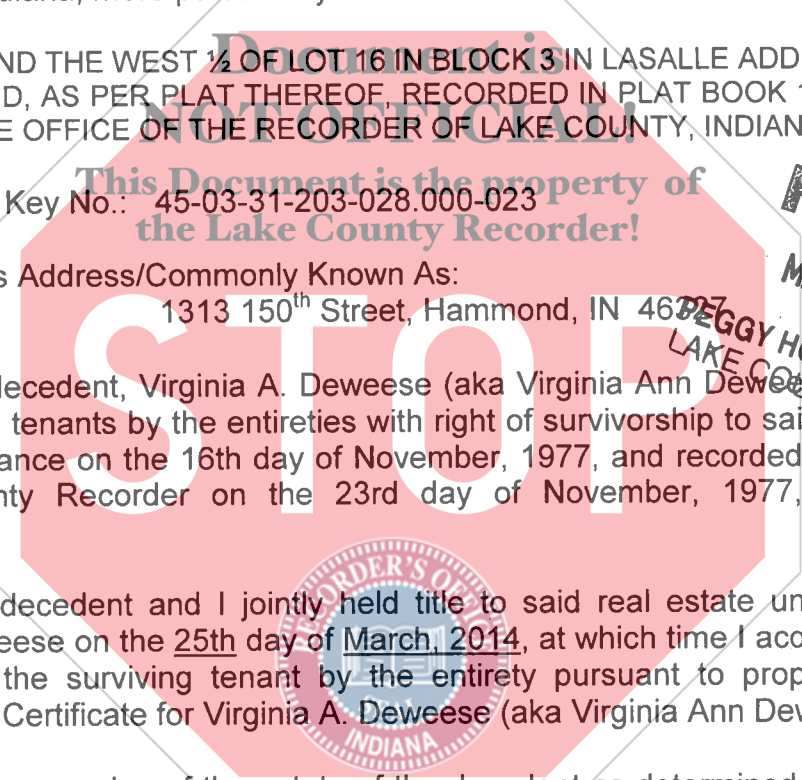 ND THE WEST ½ OF LOT 16 IN BLOCK 3 IN LASALLE ADD
D, AS PER PLAT THEREOF, RECORDED IN PLAT BOOK
E OFFICE OF THE RECORDER OF LAKE COUNTY, INDIAN
Document is
NOT OFFICIAL!
This Document is the property of
the Lake County Recorder!
Key No.: 45-03-31-203-028.000-023
s Address/Commonly Known As:
1313 150th Street, Hammond, IN 46327
PEGGY H
LAKE CO
STOP
decedent, Virginia A. Deweese (aka Virginia Ann Dewee
tenants by the entireties with right of survivorship to sai
ance on the 16th day of November, 1977, and recorded
nty Recorder on the 23rd day of November, 1977,
RECORDER'S OFFICE
INDIANA
decedent and I jointly held title to said real estate un
eese on the 25th day of March, 2014, at which time I acc
the surviving tenant by the entirety pursuant to prop
Certificate for Virginia A. Deweese (aka Virginia Ann Dew